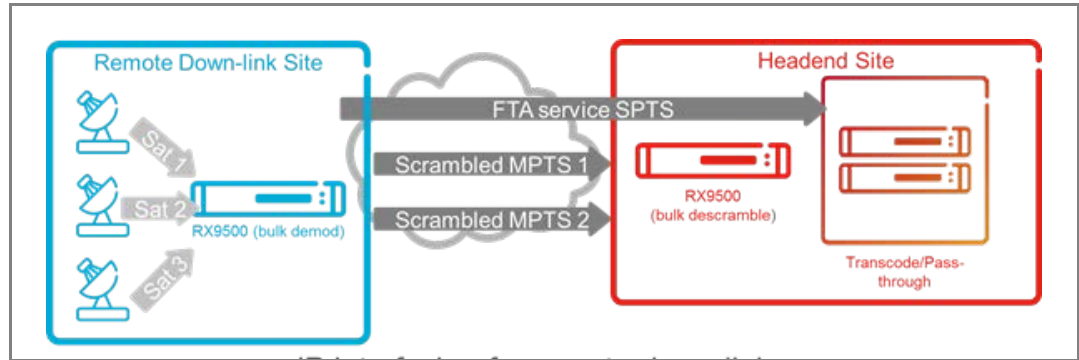 Remote Down-link Site
Headend Site
FTA service SPTS
Sat 1
Scrambled MPTS 1
Sat 2
RX9500 (bulk demod)
Scrambled MPTS 2
RX9500
(bulk descramble)
Sat 3
Transcode/Pass-
through